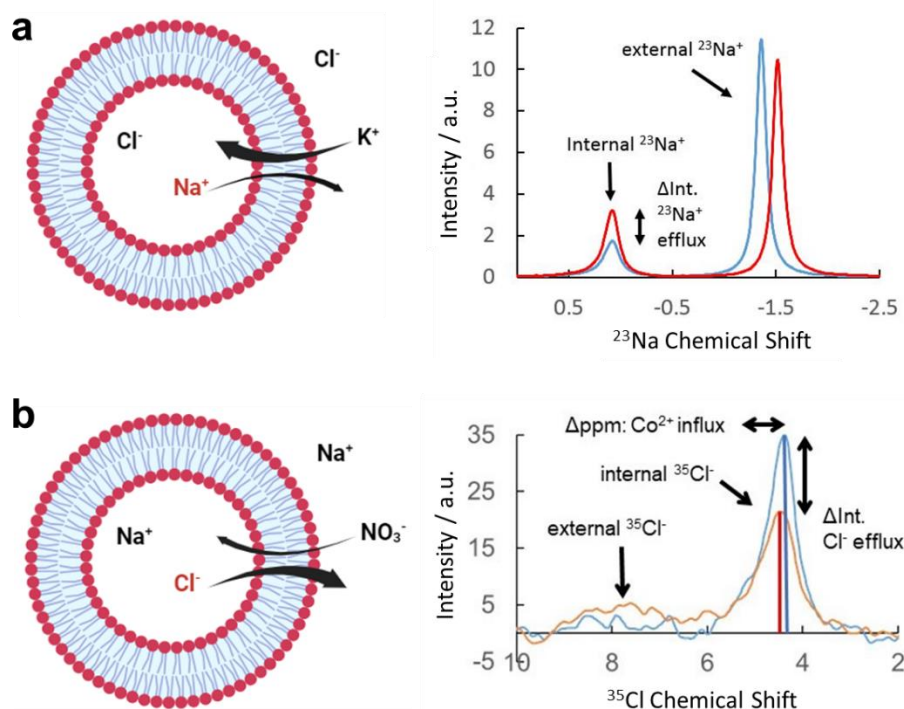 a
Cl⁻
Cl⁻
K⁺
Na⁺
Intensity / a.u.
12
10
8
6
4
2
0
external ²³Na⁺
Internal ²³Na⁺
ΔInt.
²³Na⁺
efflux
0.5 -0.5 -1.5 -2.5
²³Na Chemical Shift
b
Na⁺
Na⁺
NO₃⁻
Cl⁻
Intensity / a.u.
35
25
15
5
-5
Δppm: Co²⁺ influx
internal ³⁵Cl⁻
external ³⁵Cl⁻
ΔInt.
Cl⁻ efflux
10 8 6 4 2
³⁵Cl Chemical Shift